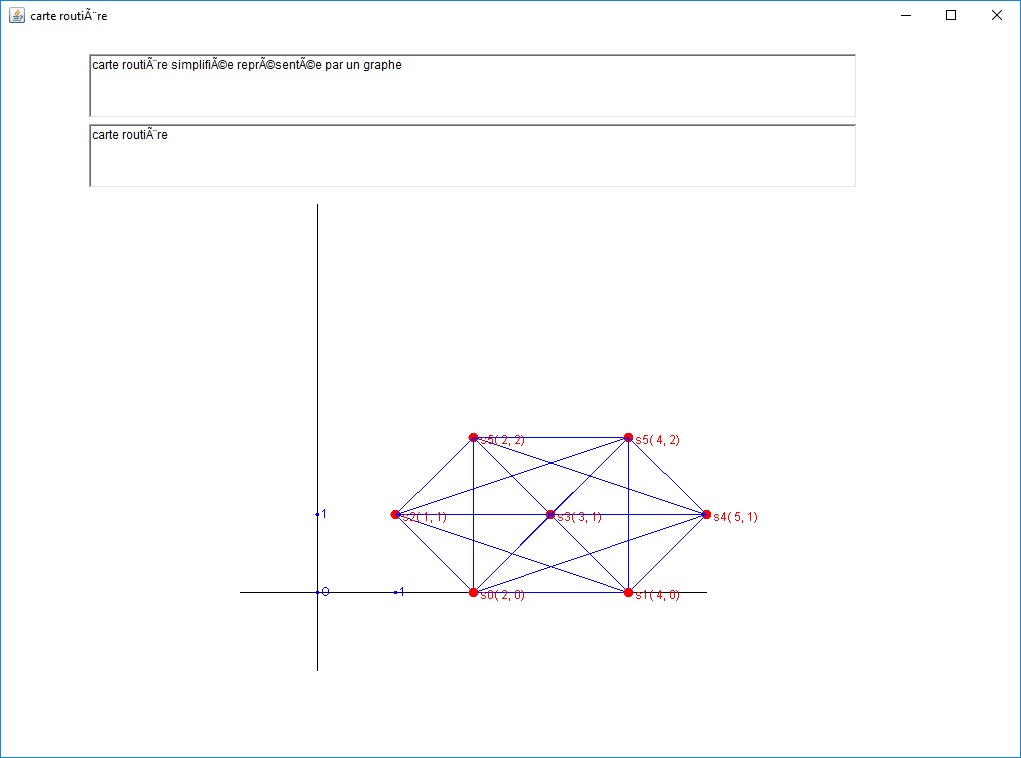 carte routiÃ¨re
carte routiÃ¨re simplifiÃ©e reprÃ©sentÃ©e par un graphe
carte routiÃ¨re
s5(2, 2)
s5(4, 2)
1
s2(1, 1)
s3(3, 1)
s4(5, 1)
O
1
s0(2, 0)
s1(4, 0)